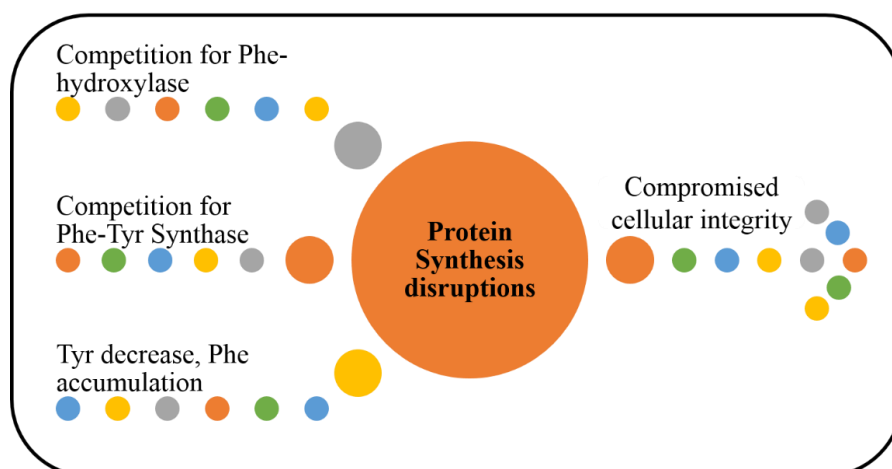 Competition for Phe-
hydroxylase
Competition for
Phe-Tyr Synthase
Tyr decrease, Phe
accumulation
Protein
Synthesis
disruptions
Compromised
cellular integrity